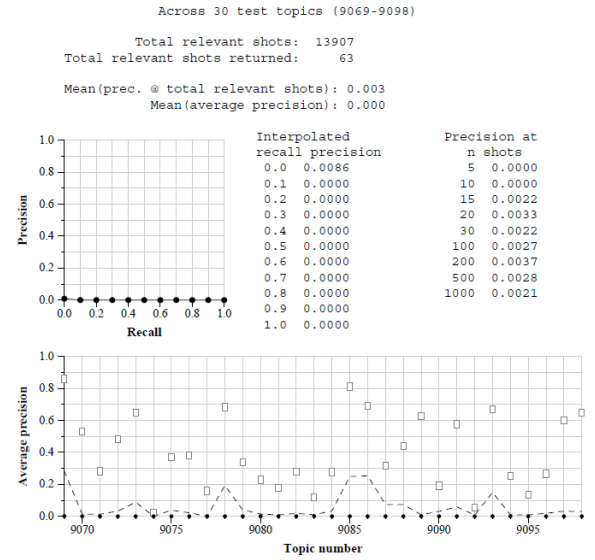 Across 30 test topics (9069-9098)
Total relevant shots: 13907
Total relevant shots returned: 63
Mean(prec. @ total relevant shots): 0.003
Mean(average precision): 0.000
Interpolated recall precision
0.0 0.0086
0.1 0.0000
0.2 0.0000
0.3 0.0000
0.4 0.0000
0.5 0.0000
0.6 0.0000
0.7 0.0000
0.8 0.0000
0.9 0.0000
1.0 0.0000
Precision at n shots
5 0.0000
10 0.0000
15 0.0022
20 0.0033
30 0.0022
100 0.0027
200 0.0037
500 0.0028
1000 0.0021
Precision
1.0
0.8
0.6
0.4
0.2
0.0
0.0 0.2 0.4 0.6 0.8 1.0
Recall
Average precision
1.0
0.8
0.6
0.4
0.2
0.0
9070 9075 9080 9085 9090 9095
Topic number